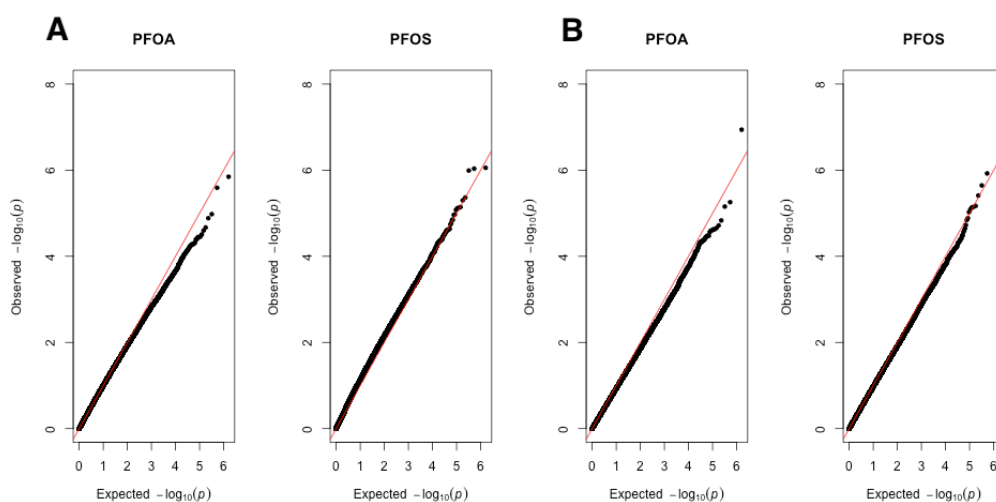 A
PFOA
PFOS
B
PFOA
PFOS
Observed −log10(p)
0 2 4 6 8
Expected −log10(p)
0 1 2 3 4 5 6
Observed −log10(p)
0 2 4 6 8
Expected −log10(p)
0 1 2 3 4 5 6
Observed −log10(p)
0 2 4 6 8
Expected −log10(p)
0 1 2 3 4 5 6
Observed −log10(p)
0 2 4 6 8
Expected −log10(p)
0 1 2 3 4 5 6